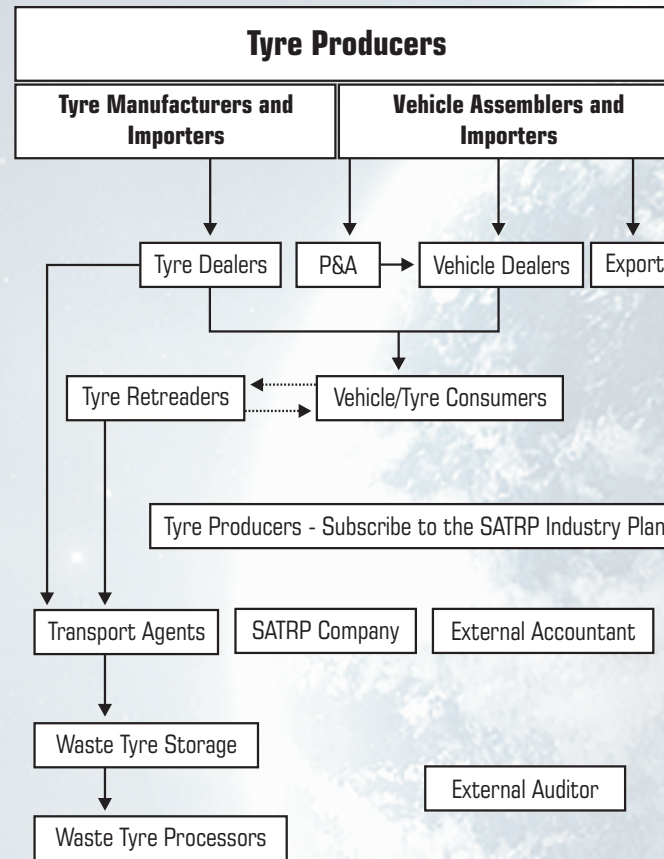 Tyre Producers
Tyre Manufacturers and
Importers
Vehicle Assemblers and
Importers
Tyre Dealers
P&A
Vehicle Dealers
Export
Tyre Retreaders
Vehicle/Tyre Consumers
Tyre Producers - Subscribe to the SATRP Industry Plan
Transport Agents
SATRP Company
External Accountant
Waste Tyre Storage
External Auditor
Waste Tyre Processors